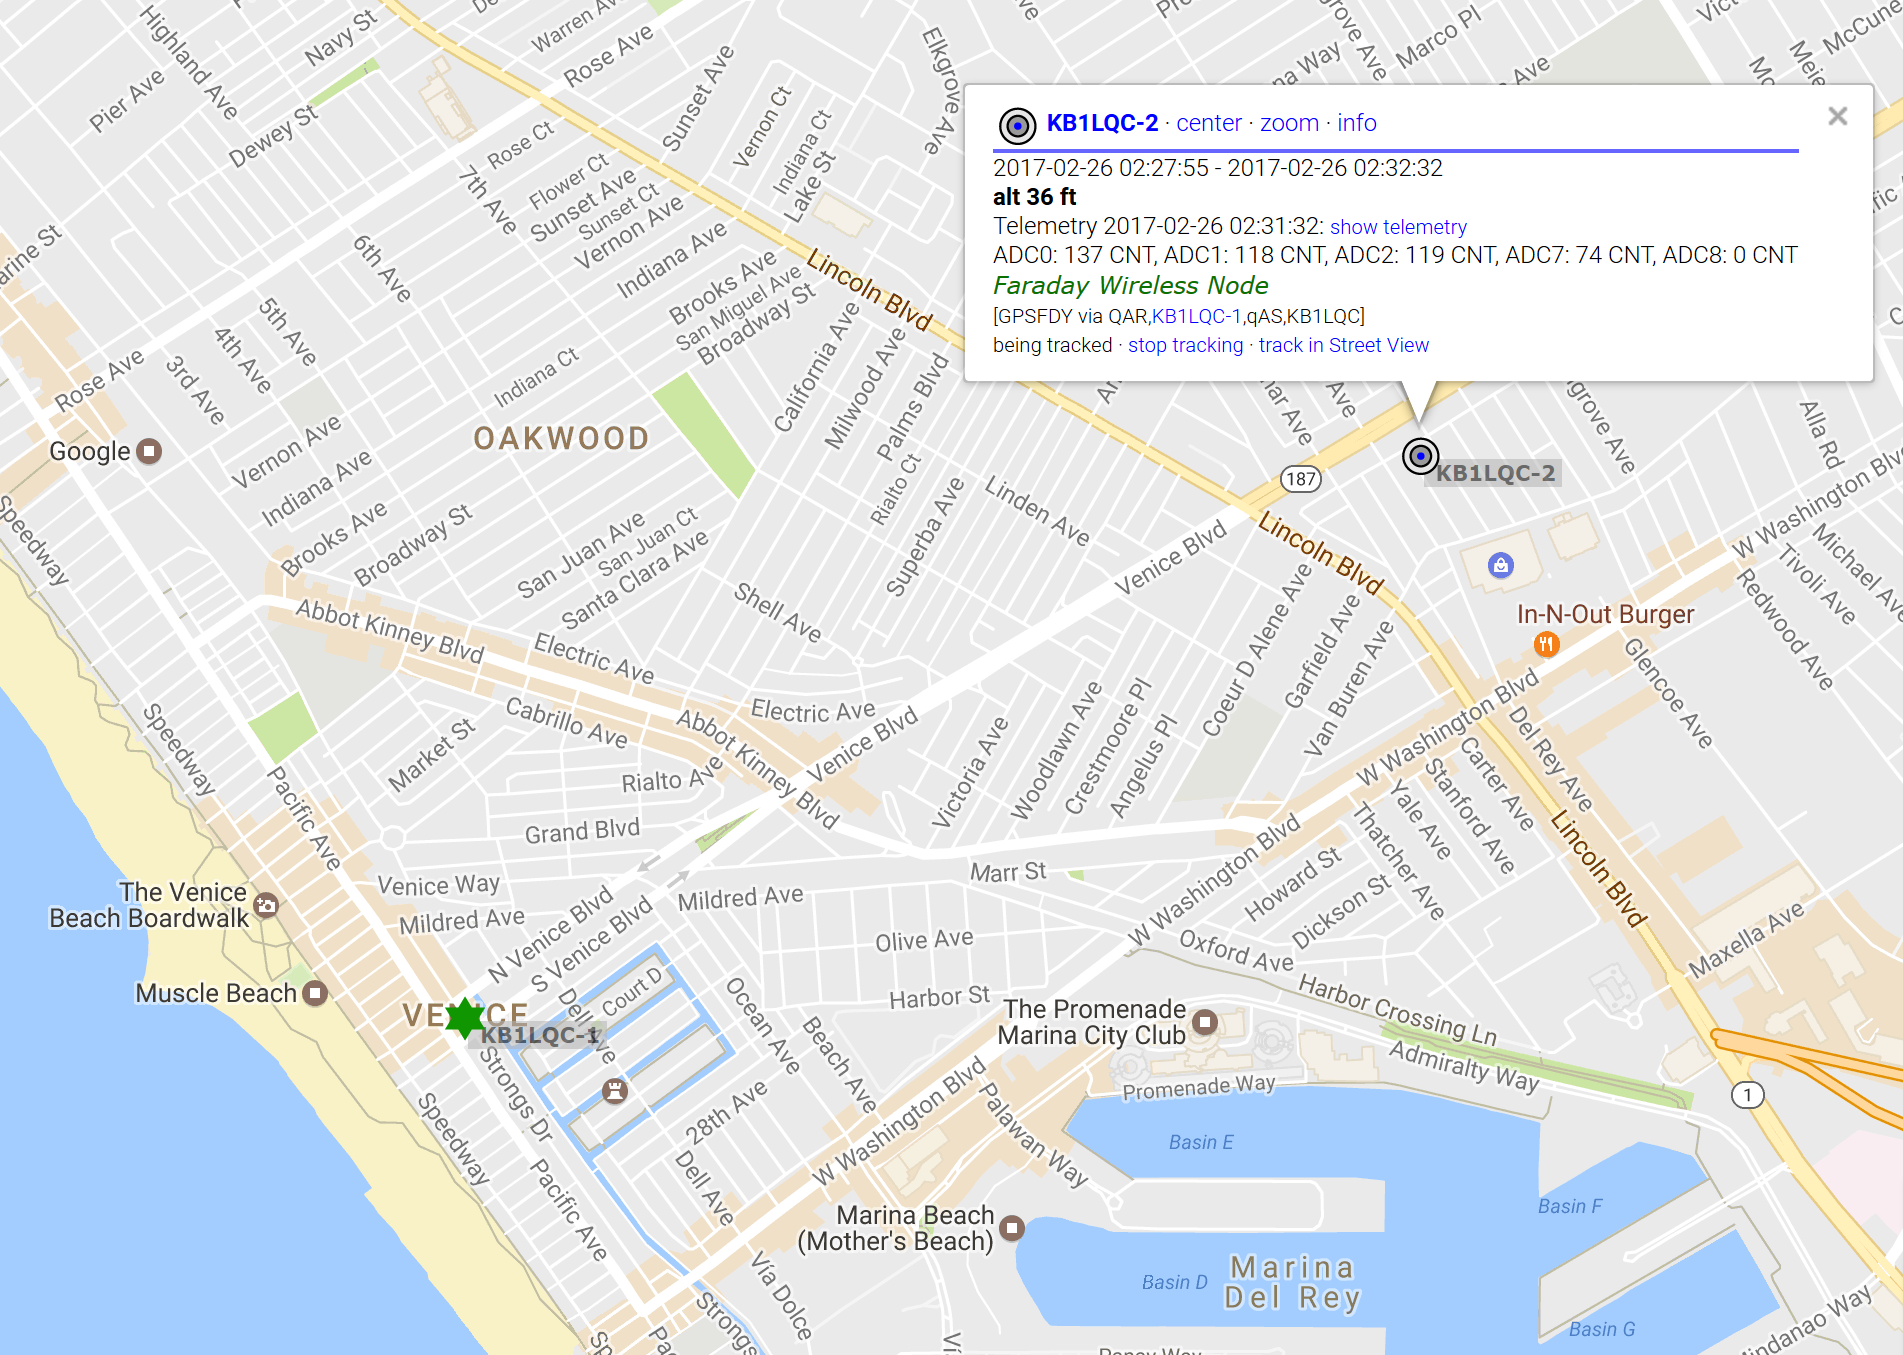 KB1LQC-2 · center · zoom · info
2017-02-26 02:27:55 - 2017-02-26 02:32:32
alt 36 ft
Telemetry 2017-02-26 02:31:32: show telemetry
ADC0: 137 CNT, ADC1: 118 CNT, ADC2: 119 CNT, ADC7: 74 CNT, ADC8: 0 CNT
Faraday Wireless Node
[GPSFDY via QAR,KB1LQC-1,qAS,KB1LQC]
being tracked · stop tracking · track in Street View
Highland Ave
Navy St
Warren Ave
Rose Ave
Pier Ave
Dewey St
Sunset Ave
Elkgrove Ave
Marco Pl
Vernon Ct
Indiana Ct
Lake St
Rose Ct
7th Ave
Flower Ct
Sunset Ave
Sunset Ct
Vernon Ave
Indiana Ave
6th Ave
Brooks Ave
San Miguel Ave
Broadway St
Lincoln Blvd
5th Ave
4th Ave
3rd Ave
Rose Ave
Indiana Ct
California Ave
Milwood Ave
Palms Blvd
Google
Vernon Ave
Indiana Ave
Brooks Ave
Broadway St
OAKWOOD
Rialto Ct
Superba Ave
Linden Ave
187
KB1LQC-2
Alla Rd
W Washington Blvd
Michael Ave
Tivoli Ave
Redwood Ave
Speedway
San Juan Ave
San Juan Ct
Santa Clara Ave
Shell Ave
Venice Blvd
Lincoln Blvd
In-N-Out Burger
Glencoe Ave
Abbot Kinney Blvd
Electric Ave
Electric Ave
Cabrillo Ave
Abbot Kinney Blvd
Venice Blvd
Coeur D Alene Ave
Garfield Ave
Van Buren Ave
W Washington Blvd
Del Rey Ave
Speedway
Market St
Rialto Ave
Victoria Ave
Woodlawn Ave
Crestmoore Pl
Angelus Pl
Carter Ave
Stanford Ave
Yale Ave
Thatcher Ave
Lincoln Blvd
Pacific Ave
Grand Blvd
Venice Way
Mildred Ave
Mildred Ave
Marr St
W Washington Blvd
Howard St
Dickson St
Maxella Ave
The Venice
Beach Boardwalk
N Venice Blvd
S Venice Blvd
Olive Ave
Oxford Ave
Muscle Beach
VENICE
KB1LQC-1
Court D
Dell Ave
Ocean Ave
Harbor St
Beach Ave
The Promenade
Marina City Club
Harbor Crossing Ln
Admiralty Way
Promenade Way
1
Strongs Dr
Speedway
28th Ave
W Washington Blvd
Palawan Way
Basin E
Pacific Ave
Dell Ave
Basin F
Marina Beach
(Mother's Beach)
Vía Dolce
Basin D
Marina
Del Rey
Basin G
Strongs